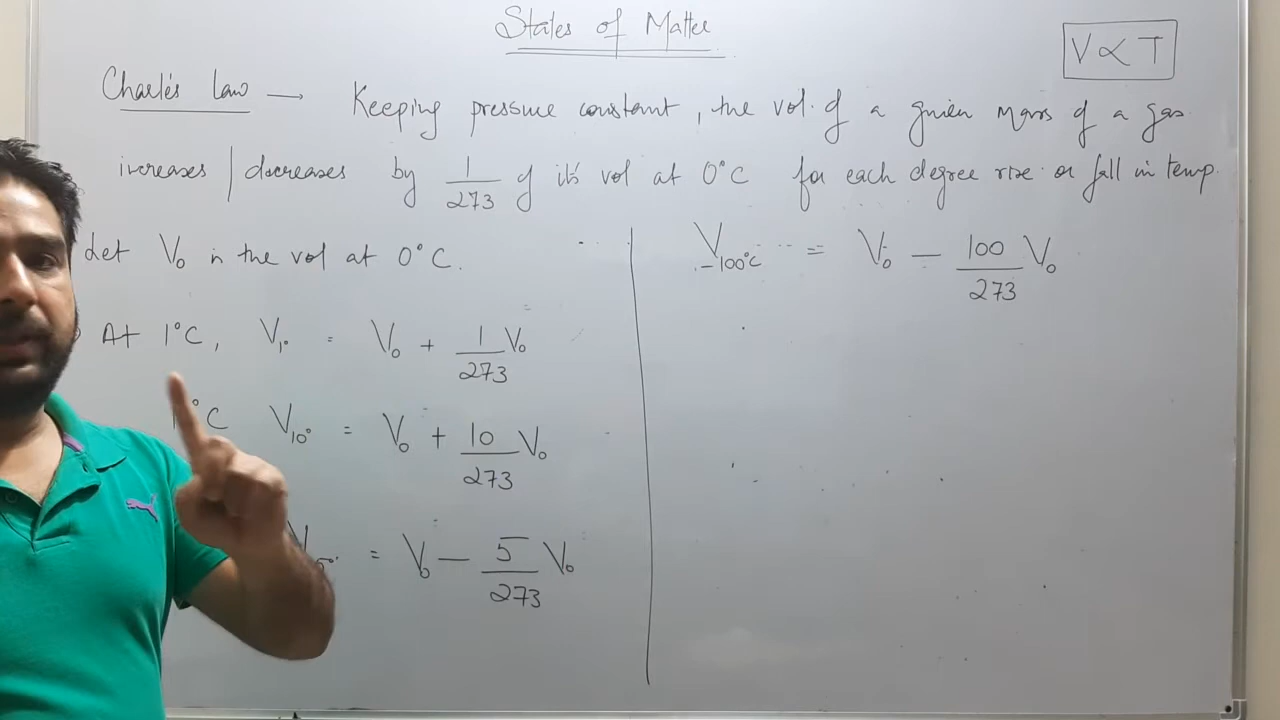 States of Matter
V ∝ T
Charle's Law → Keeping pressure constant, the vol. of a given mass of a gas
increases / decreases by 1/273 of it's vol at 0°C for each degree rise or fall in temp.
Let V₀ is the vol at 0°C.
At 1°C, V₁° = V₀ + 1/273 V₀
°C V₁₀° = V₀ + 10/273 V₀
= V₀ − 5/273 V₀
V₋₁₀₀°C = V₀ − 100/273 V₀